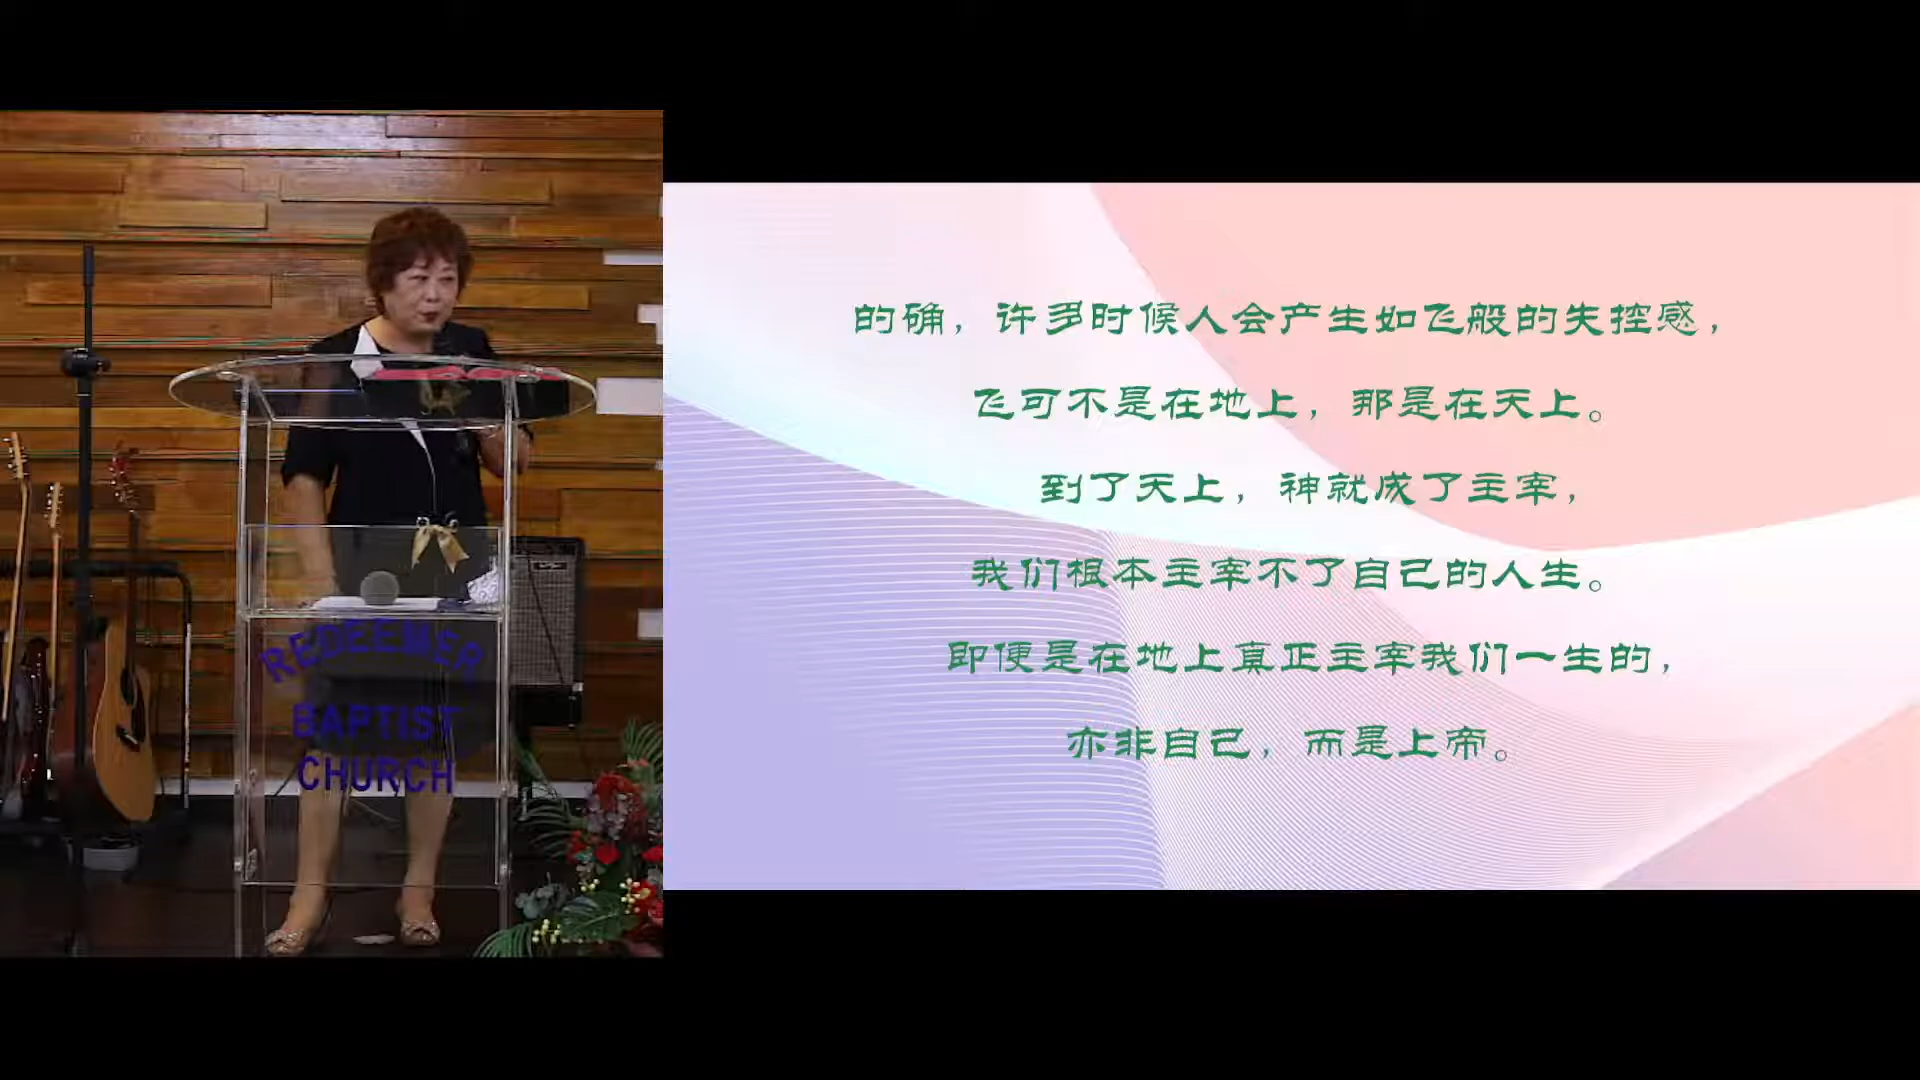 REDEEMER
BAPTIST
CHURCH
的确，许多时候人会产生如飞般的失控感，
飞可不是在地上，那是在天上。
到了天上，神就成了主宰，
我们根本主宰不了自己的人生。
即便是在地上真正主宰我们一生的，
亦非自己，而是上帝。